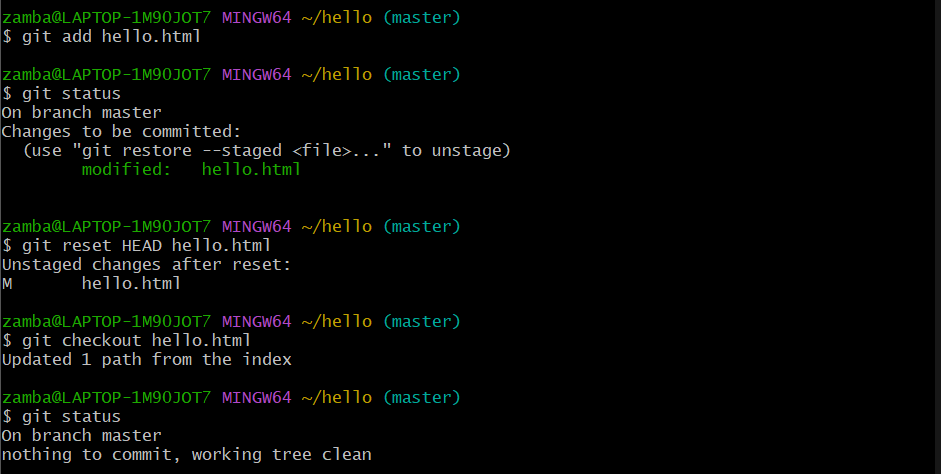 zamba@LAPTOP-1M90JOT7 MINGW64 ~/hello (master)
$ git add hello.html
zamba@LAPTOP-1M90JOT7 MINGW64 ~/hello (master)
$ git status
On branch master
Changes to be committed:
  (use "git restore --staged <file>..." to unstage)
        modified:   hello.html
zamba@LAPTOP-1M90JOT7 MINGW64 ~/hello (master)
$ git reset HEAD hello.html
Unstaged changes after reset:
M       hello.html
zamba@LAPTOP-1M90JOT7 MINGW64 ~/hello (master)
$ git checkout hello.html
Updated 1 path from the index
zamba@LAPTOP-1M90JOT7 MINGW64 ~/hello (master)
$ git status
On branch master
nothing to commit, working tree clean